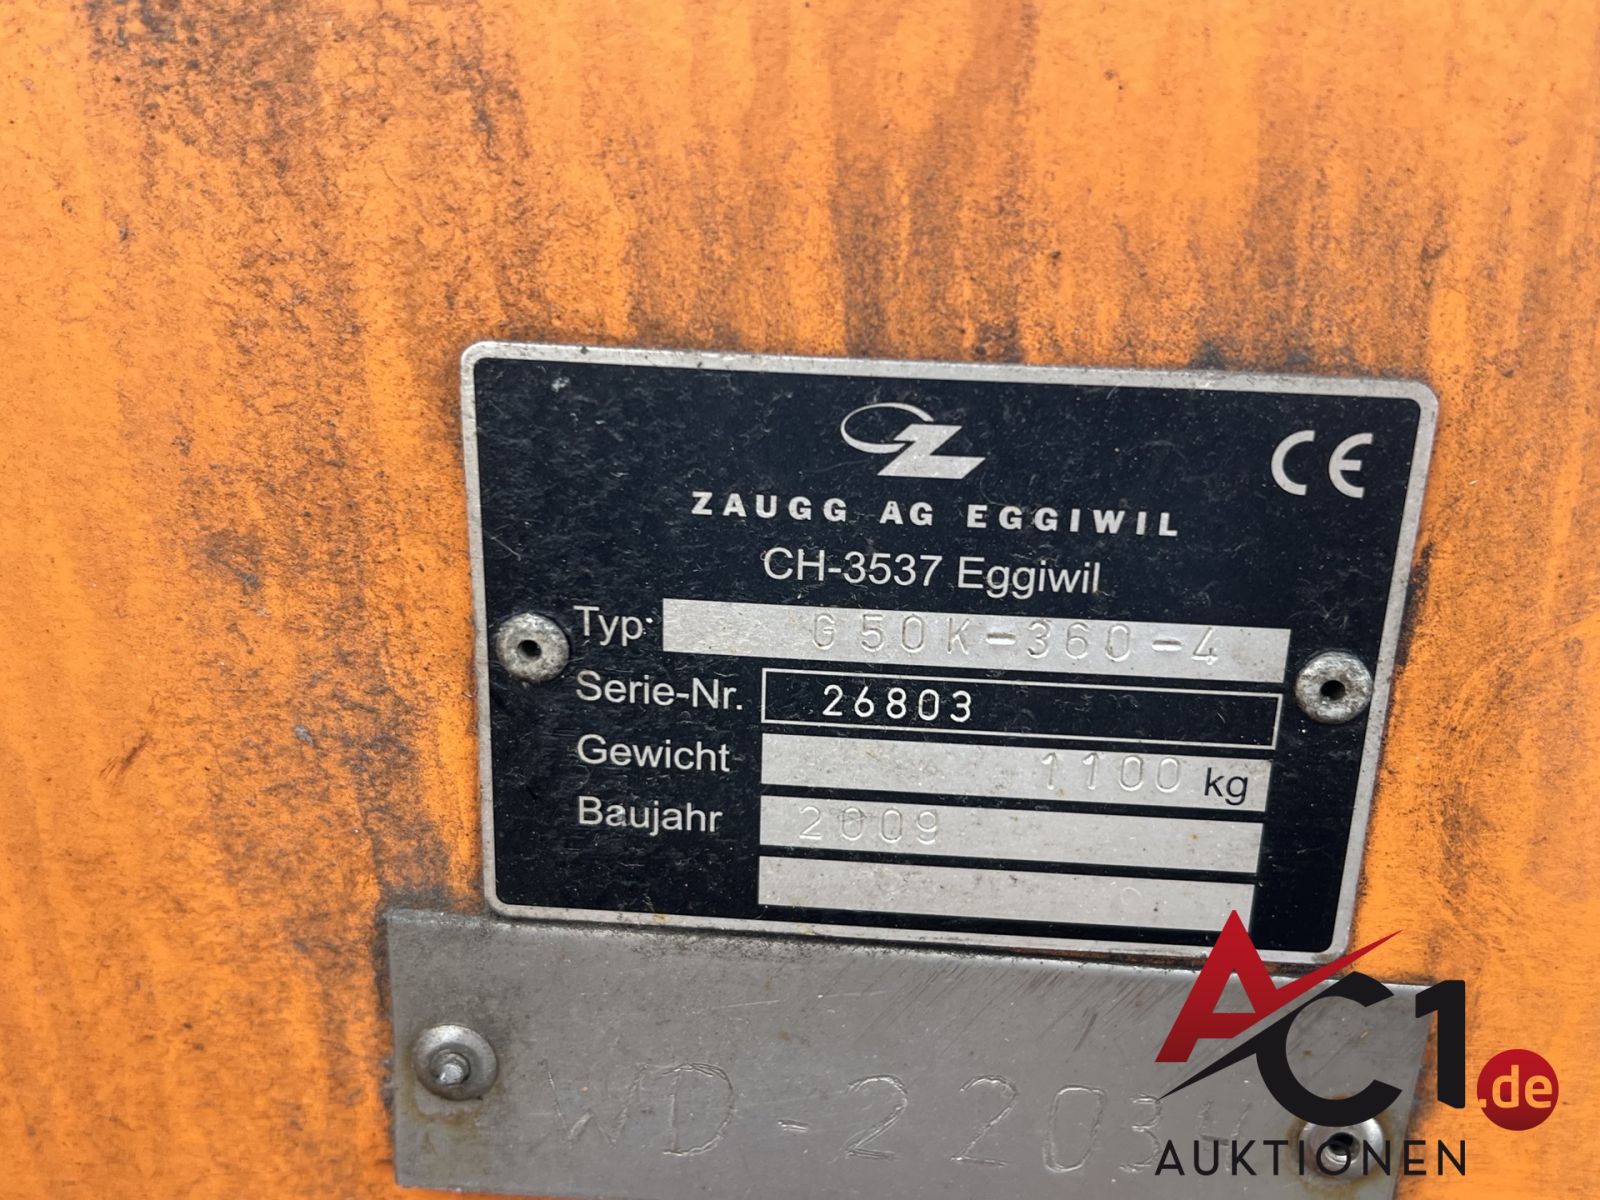 CE
ZAUGG AG EGGIWIL
CH-3537 Eggiwil
Typ. G50K-360-4
Serie-Nr. 26803
Gewicht 1100 kg
Baujahr 2009
AC1.de
AUKTIONEN